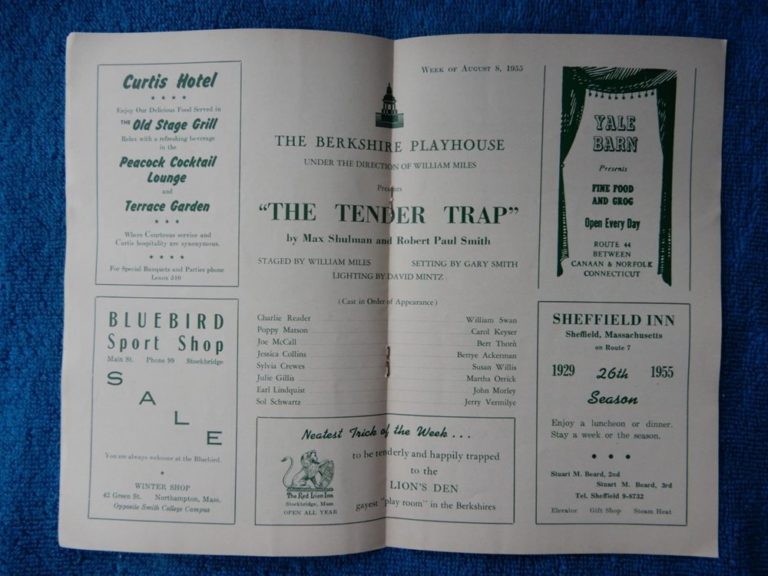 Curtis Hotel
Enjoy Our Delicious Food Served in
THE Old Stage Grill
Relax with a refreshing beverage
in the
Peacock Cocktail
Lounge
and
Terrace Garden
Where Courteous service and
Curtis hospitality are synonymous.
For Special Banquets and Parties phone
Lenox 510
BLUEBIRD
Sport Shop
Main St. Phone 99 Stockbridge
SALE
You are always welcome at the Bluebird.
WINTER SHOP
42 Green St. Northampton, Mass.
Opposite Smith College Campus
WEEK OF AUGUST 8, 1955
THE BERKSHIRE PLAYHOUSE
UNDER THE DIRECTION OF WILLIAM MILES
Presents
"THE TENDER TRAP"
by Max Shulman and Robert Paul Smith
STAGED BY WILLIAM MILES SETTING BY GARY SMITH
LIGHTING BY DAVID MINTZ
(Cast in Order of Appearance)
Charlie Reader William Swan
Poppy Matson Carol Keyser
Joe McCall Bert Thorn
Jessica Collins Bettye Ackerman
Sylvia Crewes Susan Willis
Julie Gillis Martha Orrick
Earl Lindquist John Morley
Sol Schwartz Jerry Vermilye
Neatest Trick of the Week . . .
to be tenderly and happily trapped
to the
LION'S DEN
gayest "play room" in the Berkshires
The Red Lion Inn
Stockbridge, Mass
OPEN ALL YEAR
YALE
BARN
Presents
FINE FOOD
AND GROG
Open Every Day
ROUTE 44
BETWEEN
CANAAN & NORFOLK
CONNECTICUT
SHEFFIELD INN
Sheffield, Massachusetts
on Route 7
1929 26th 1955
Season
Enjoy a luncheon or dinner.
Stay a week or the season.
Stuart M. Beard, 2nd
Stuart M. Beard, 3rd
Tel. Sheffield 9-8732
Elevator Gift Shop Steam Heat